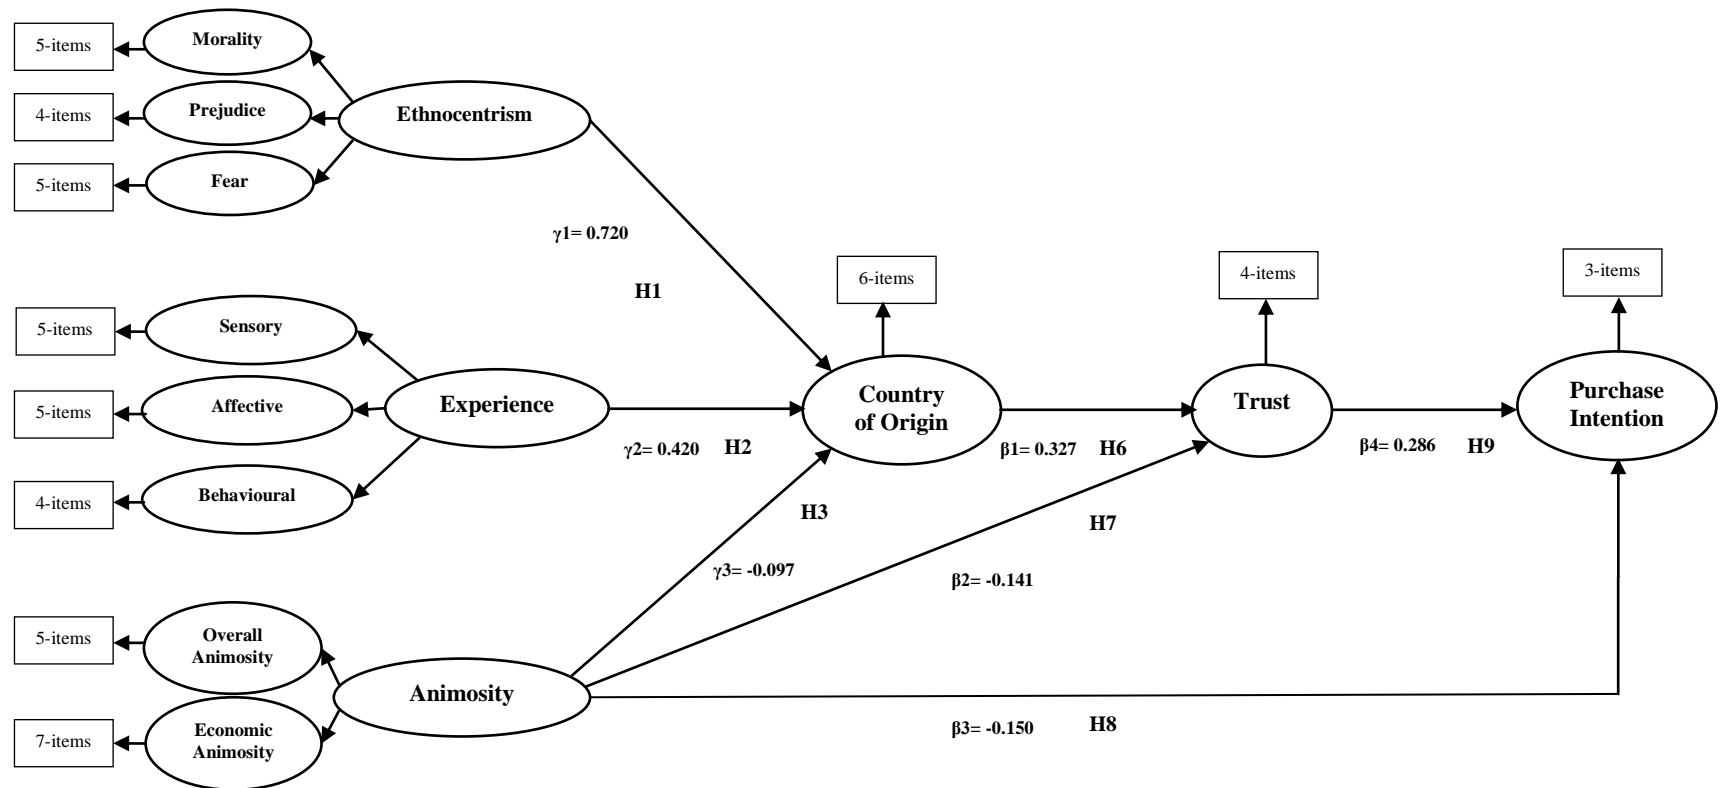 5-items
Morality
4-items
Prejudice
Ethnocentrism
5-items
Fear
γ1= 0.720
H1
5-items
Sensory
5-items
Affective
Experience
4-items
Behavioural
γ2= 0.420 H2
6-items
Country
of Origin
4-items
Trust
3-items
Purchase
Intention
β1= 0.327 H6
β4= 0.286 H9
H3
γ3= -0.097
H7
β2= -0.141
5-items
Overall
Animosity
Animosity
7-items
Economic
Animosity
β3= -0.150 H8